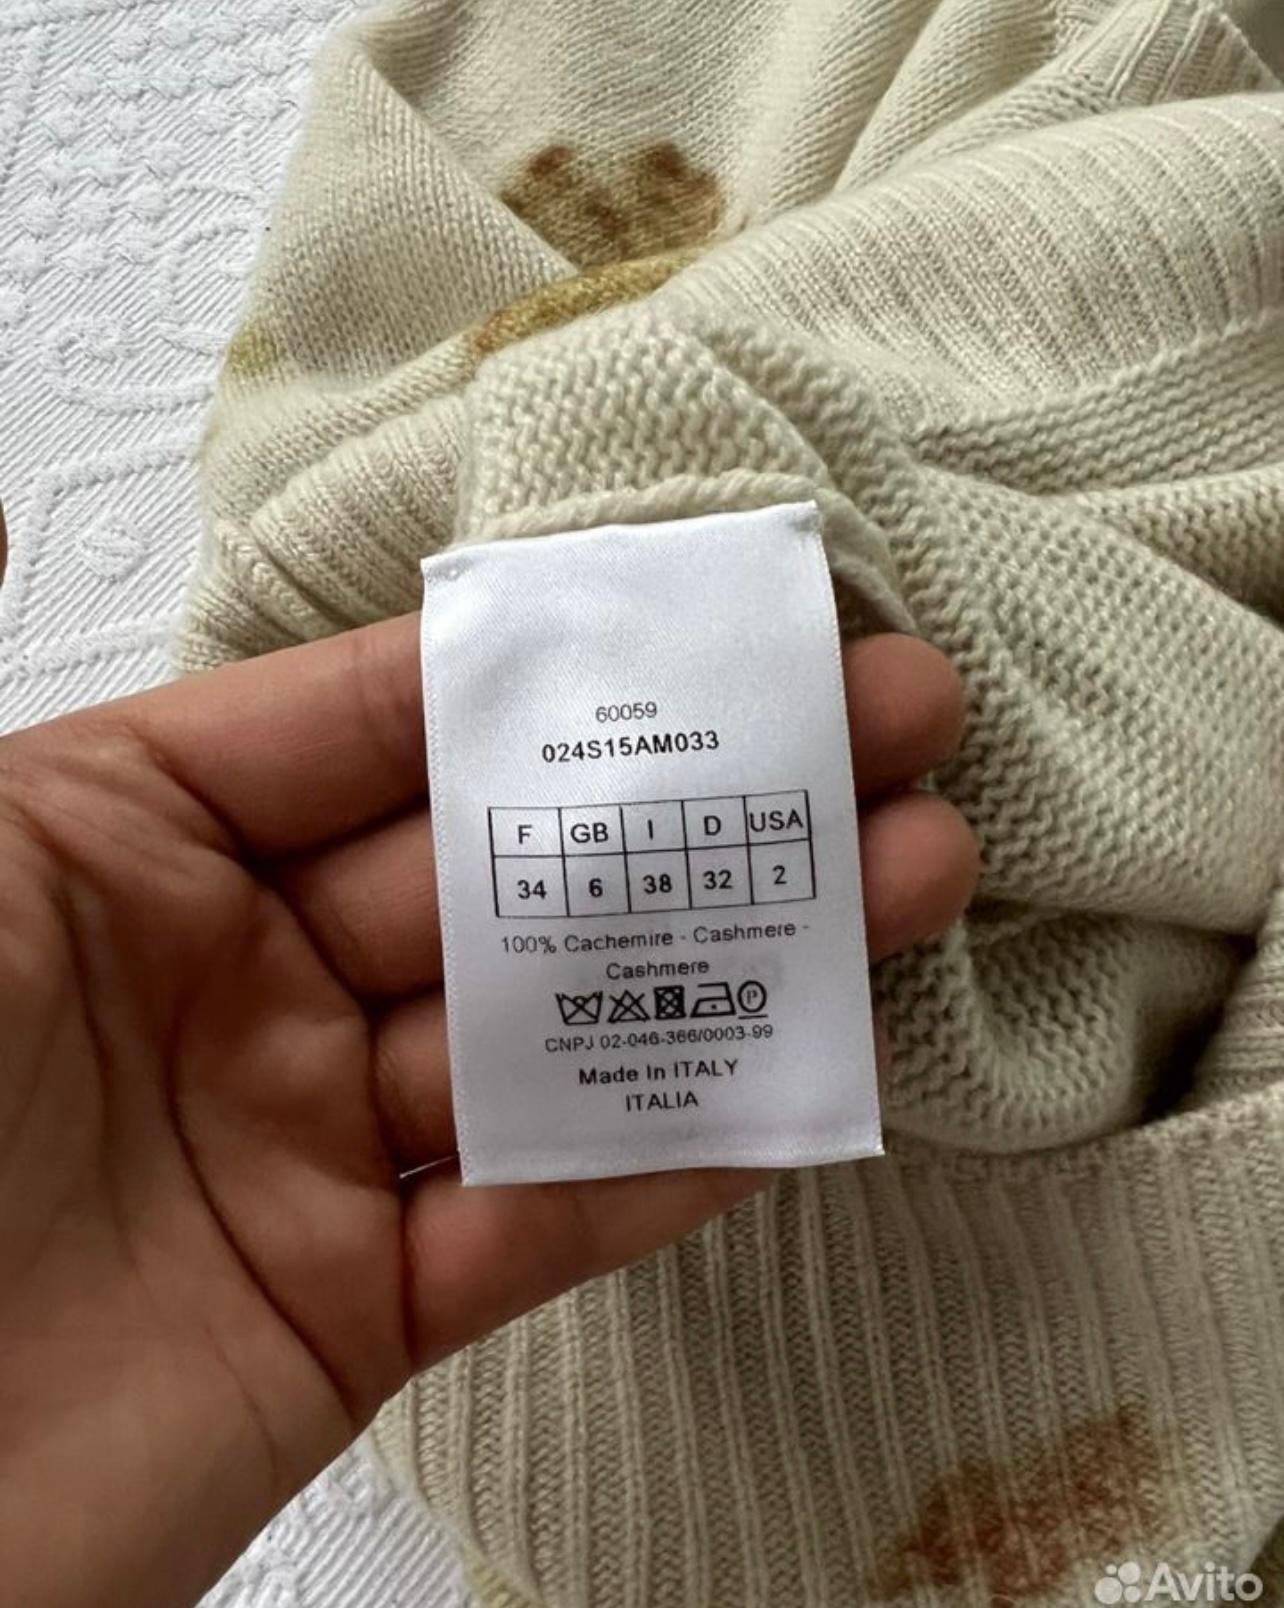 60059
024S15AM033
F GB I D USA
34 6 38 32 2
100% Cachemire - Cashmere -
Cashmere
P
CNPJ 02-046-366/0003-99
Made In ITALY
ITALIA
Avito